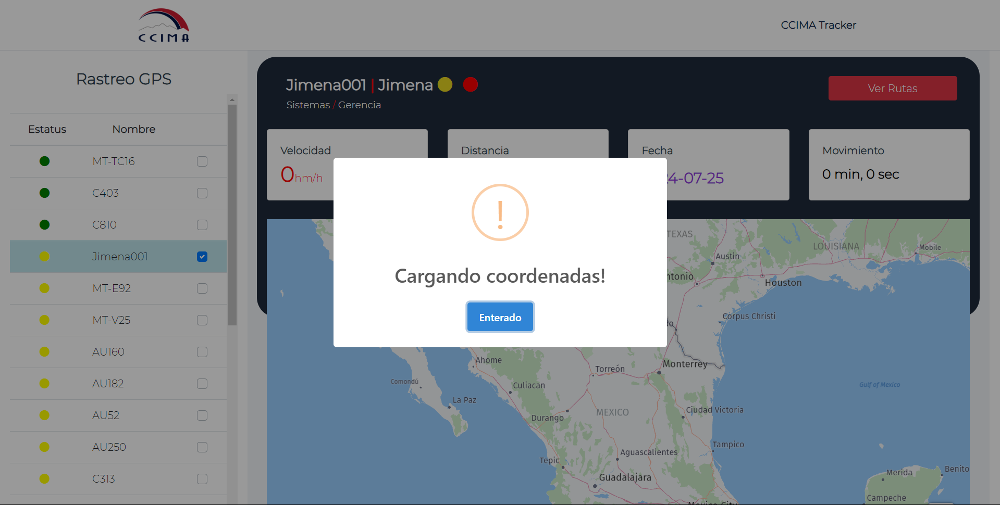 CCIMA
CCIMA Tracker
Rastreo GPS
Estatus Nombre
MT-TC16
C403
C810
Jimena001
MT-E92
MT-V25
AU160
AU182
AU52
AU250
C313
Jimena001 | Jimena
Sistemas / Gerencia
Ver Rutas
Velocidad
0hm/h
Distancia
Fecha
4-07-25
Movimiento
0 min, 0 sec
!
Cargando coordenadas!
Enterado
TEXAS
LOUISIANA
Mobile
Austin
ntonio
Houston
Corpus Christi
do
Ahome
Torreón
Monterrey
Comondú
Culiacan
Gulf of Mexico
La Paz
MEXICO
Ciudad Victoria
Durango
Tampico
Aguascalientes
Tepic
Guadalajara
Merida
Benito
Campeche
Mexico City